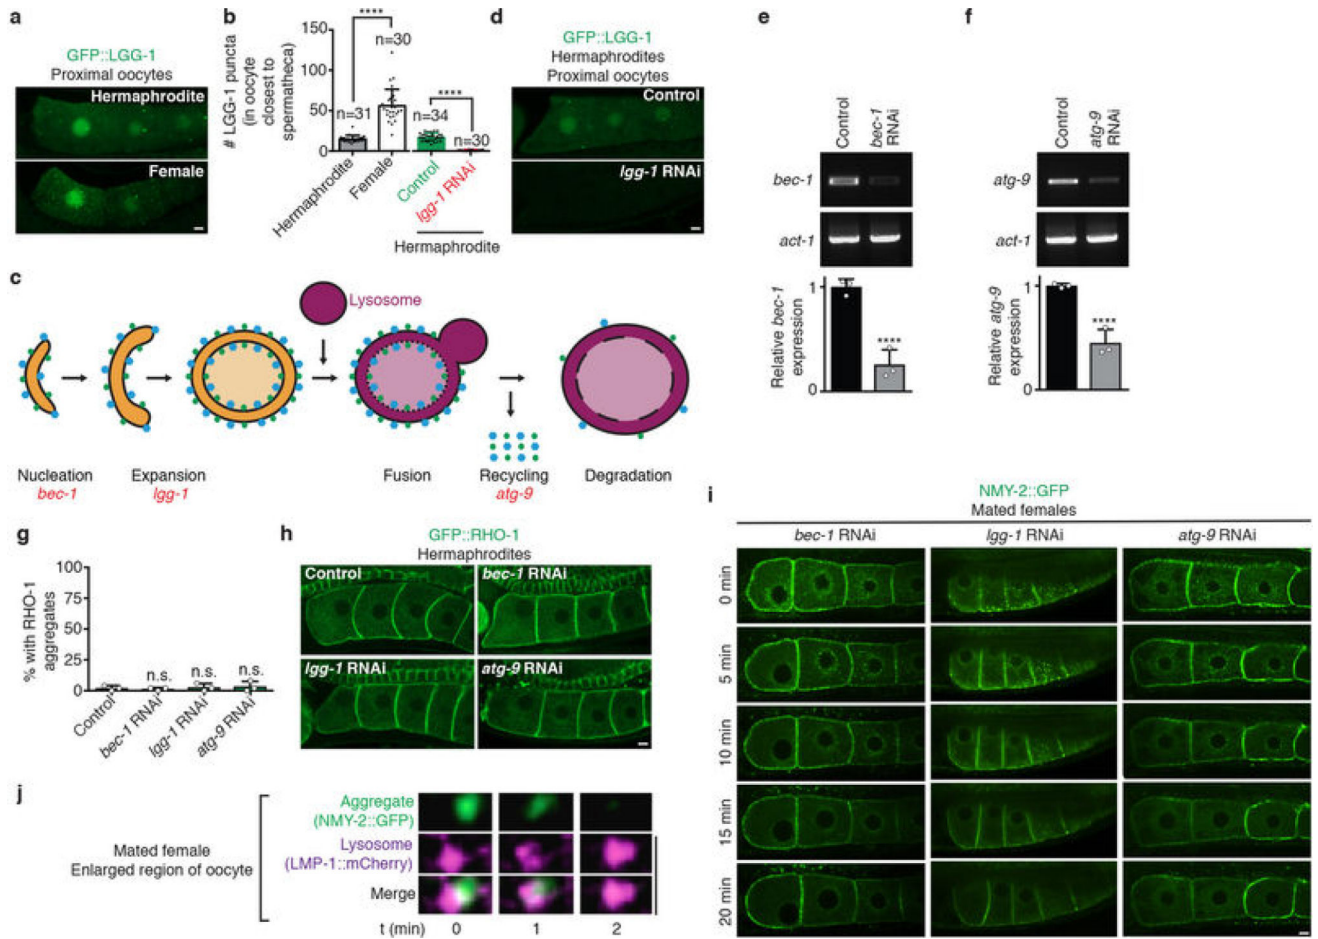 a
GFP::LGG-1
Proximal oocytes
Hermaphrodite
Female
b
# LGG-1 puncta
(in oocyte
closest to
spermatheca)
150
100
50
0
****
n=30
n=31
****
n=34
n=30
Hermaphrodite
Female
Control
lgg-1 RNAi
Hermaphrodite
d
GFP::LGG-1
Hermaphrodites
Proximal oocytes
Control
lgg-1 RNAi
e
Control
bec-1
RNAi
bec-1
act-1
Relative bec-1
expression
1
0
****
f
Control
atg-9
RNAi
atg-9
act-1
Relative atg-9
expression
1
0
****
c
Lysosome
Nucleation
bec-1
Expansion
lgg-1
Fusion
Recycling
atg-9
Degradation
g
% with RHO-1
aggregates
100
75
50
25
0
n.s.
n.s.
n.s.
Control
bec-1 RNAi
lgg-1 RNAi
atg-9 RNAi
h
GFP::RHO-1
Hermaphrodites
Control
bec-1 RNAi
lgg-1 RNAi
atg-9 RNAi
i
NMY-2::GFP
Mated females
bec-1 RNAi
lgg-1 RNAi
atg-9 RNAi
0 min
5 min
10 min
15 min
20 min
j
Mated female
Enlarged region of oocyte
Aggregate
(NMY-2::GFP)
Lysosome
(LMP-1::mCherry)
Merge
t (min) 0 1 2